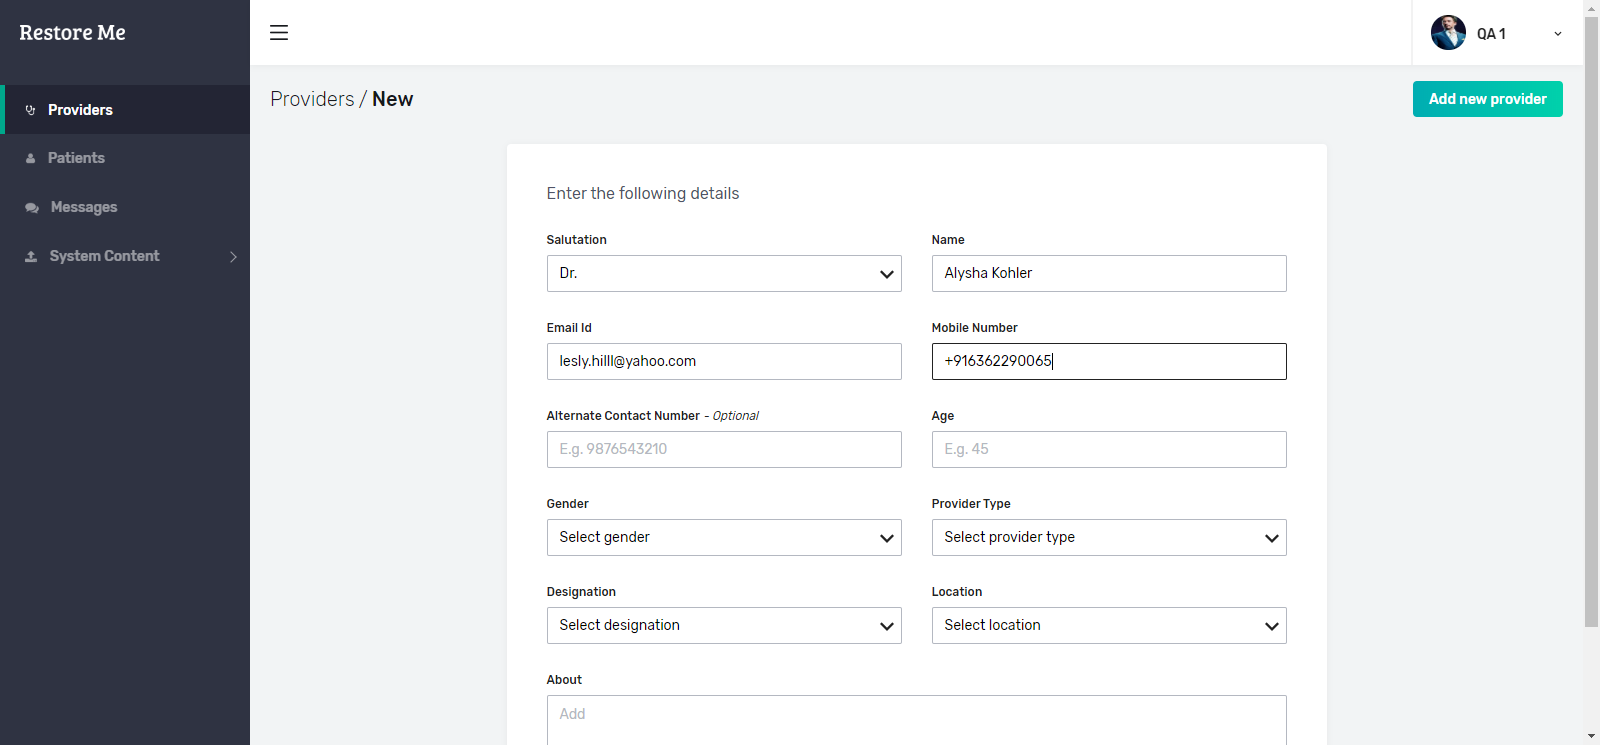 Restore Me
QA 1
Providers
Patients
Messages
System Content
Providers / New
Add new provider
Enter the following details
Salutation
Name
Dr.
Alysha Kohler
Email Id
Mobile Number
lesly.hilll@yahoo.com
+916362290065
Alternate Contact Number - Optional
Age
E.g. 9876543210
E.g. 45
Gender
Provider Type
Select gender
Select provider type
Designation
Location
Select designation
Select location
About
Add